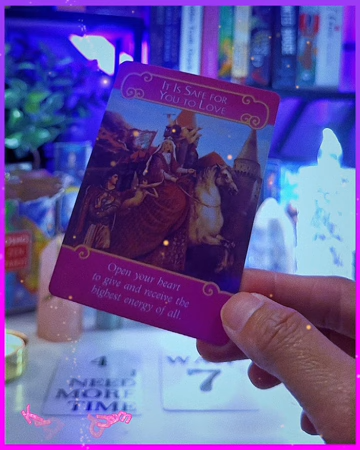 It Is Safe for
You to Love
Open your heart
to give and receive the
highest energy of all.
4
NEED
MORE
TIME
7